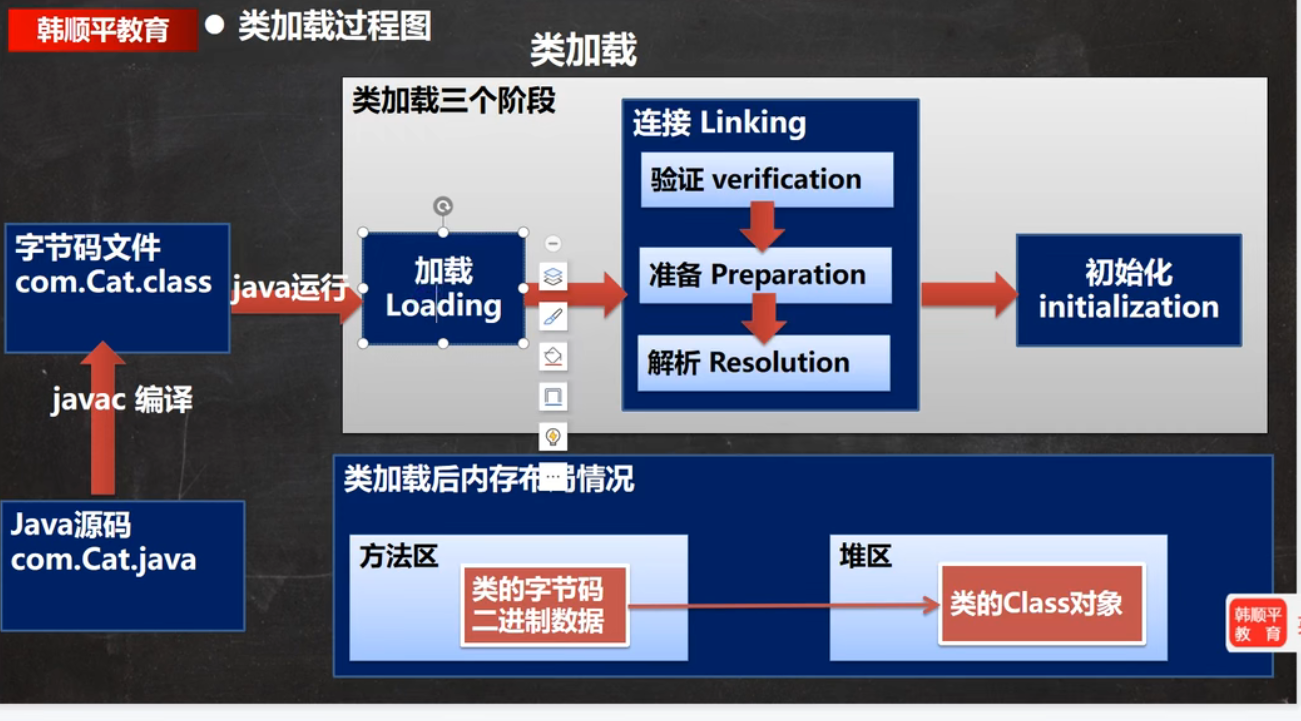 韩顺平教育
类加载过程图
类加载
类加载三个阶段
连接 Linking
验证 verification
准备 Preparation
解析 Resolution
加载
Loading
初始化
initialization
字节码文件
com.Cat.class
java运行
javac 编译
Java源码
com.Cat.java
类加载后内存布局情况
方法区
类的字节码
二进制数据
堆区
类的Class对象
韩顺平
教 育